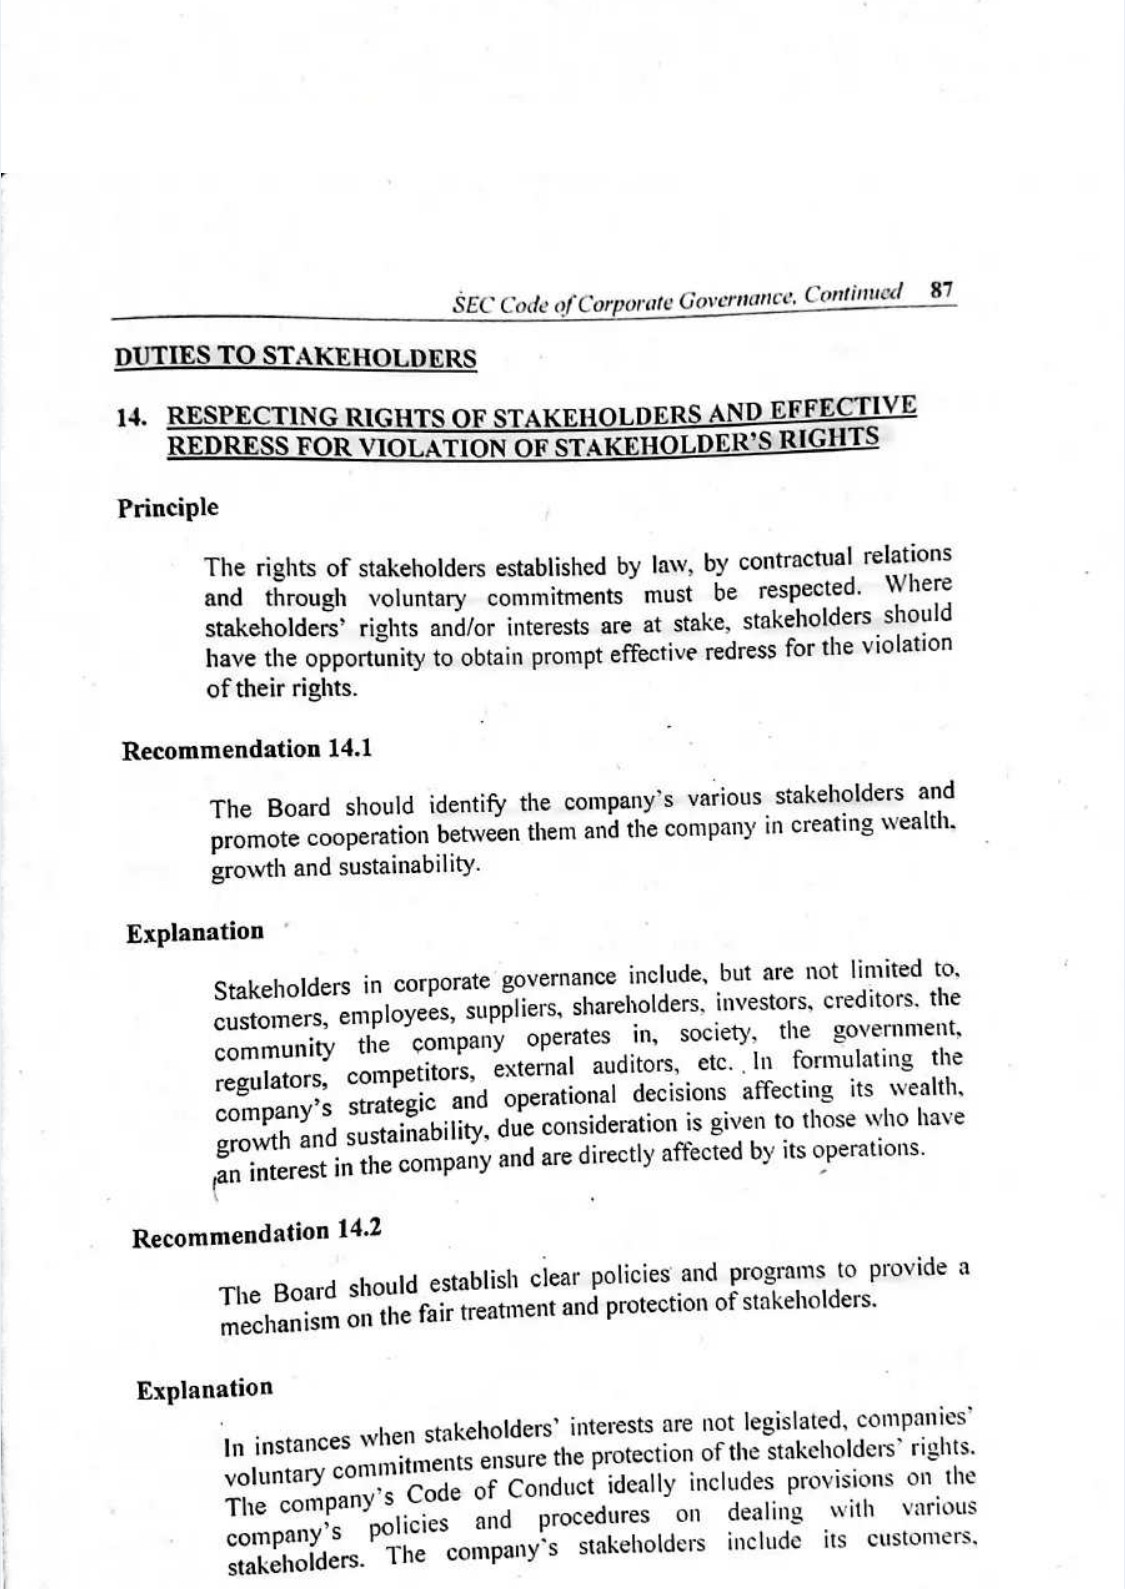 SEC Code of Corporate Governance, Continued 87
DUTIES TO STAKEHOLDERS
14. RESPECTING RIGHTS OF STAKEHOLDERS AND EFFECTIVE
REDRESS FOR VIOLATION OF STAKEHOLDER'S RIGHTS
Principle
The rights of stakeholders established by law, by contractual relations
and through voluntary commitments must be respected. Where
stakeholders' rights and/or interests are at stake, stakeholders should
have the opportunity to obtain prompt effective redress for the violation
of their rights.
Recommendation 14.1
The Board should identify the company's various stakeholders and
promote cooperation between them and the company in creating wealth,
growth and sustainability.
Explanation
Stakeholders in corporate governance include, but are not limited to,
customers, employees, suppliers, shareholders, investors, creditors, the
community the company operates in, society, the government,
regulators, competitors, external auditors, etc. In formulating the
company's strategic and operational decisions affecting its wealth,
growth and sustainability, due consideration is given to those who have
an interest in the company and are directly affected by its operations.
Recommendation 14.2
The Board should establish clear policies and programs to provide a
mechanism on the fair treatment and protection of stakeholders.
Explanation
In instances when stakeholders' interests are not legislated, companies'
voluntary commitments ensure the protection of the stakeholders' rights.
The company's Code of Conduct ideally includes provisions on the
company's policies and procedures on dealing with various
stakeholders. The company's stakeholders include its customers,